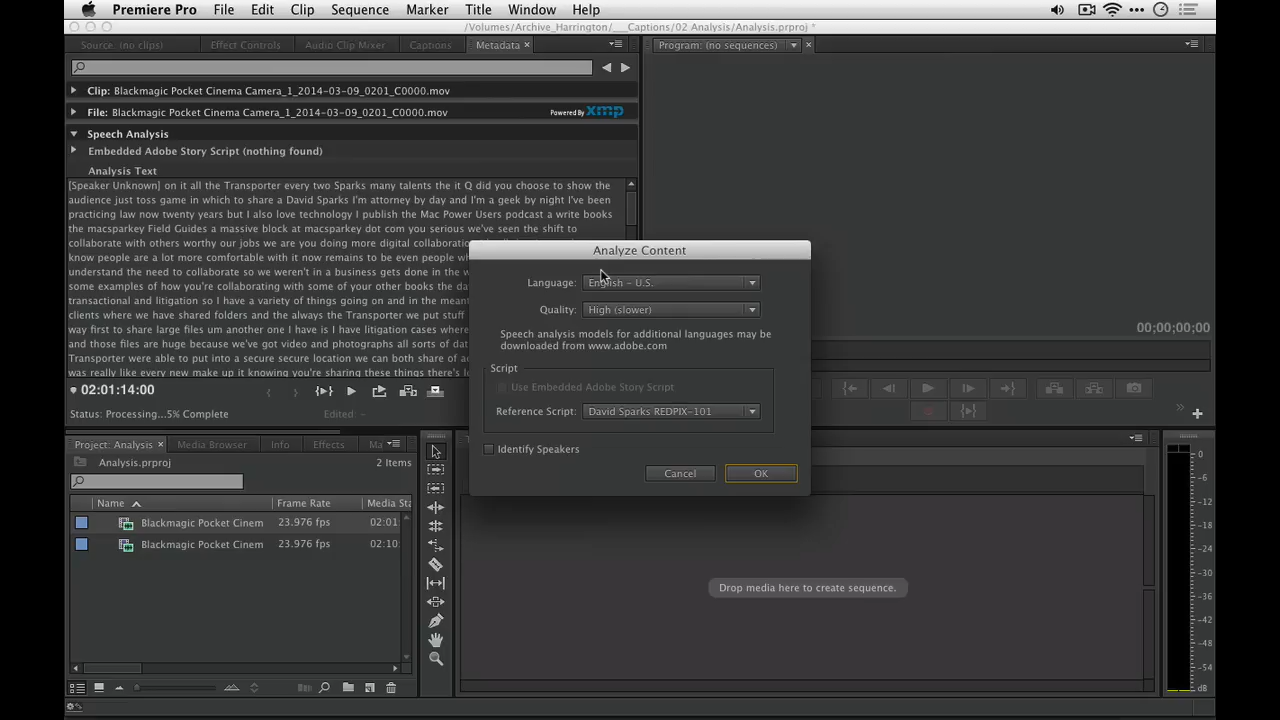 Premiere Pro File Edit Clip Sequence Marker Title Window Help
/Volumes/Archive_Harrington/___Captions/02 Analysis/Analysis.prproj *
Source: (no clips) Effect Controls Audio Clip Mixer Captions Metadata × Program: (no sequences) ×
Clip: Blackmagic Pocket Cinema Camera_1_2014-03-09_0201_C0000.mov
File: Blackmagic Pocket Cinema Camera_1_2014-03-09_0201_C0000.mov Powered By xmp
Speech Analysis
Embedded Adobe Story Script (nothing found)
Analysis Text
[Speaker Unknown] on it all the Transporter every two Sparks many talents the it Q did you choose to show the
audience just toss game in which to share a David Sparks I'm attorney by day and I'm a geek by night I've been
practicing law now twenty years but I also love technology I publish the Mac Power Users podcast a write books
the macsparkey Field Guides a massive block at macsparkey dot com you serious we've seen the shift to
collaborate with others worthy our jobs we are you doing more digital collaboratio
know people are a lot more comfortable with it now remains to be even people wh
understand the need to collaborate so we weren't in a business gets done in the w
some examples of how you're collaborating with some of your other books the d
transactional and litigation so I have a variety of things going on and in the meant
clients where we have shared folders and the always the Transporter we put stuff
way first to share large files um another one I have is I have litigation cases where
and those files are huge because we've got video and photographs all sorts of dat
Transporter were able to put into a secure secure location we can both share of ac
was really like every new make up it knowing you're sharing these things there's l
Analyze Content
Language: English - U.S.
Quality: High (slower)
Speech analysis models for additional languages may be
downloaded from www.adobe.com
Script
Use Embedded Adobe Story Script
Reference Script: David Sparks REDPIX-101
Identify Speakers
Cancel OK
00;00;00;00
02:01:14:00
Status: Processing...5% Complete Edited: -
Project: Analysis × Media Browser Info Effects Ma
Analysis.prproj 2 Items
Name Frame Rate Media Sta
Blackmagic Pocket Cinem 23.976 fps 02:01:
Blackmagic Pocket Cinem 23.976 fps 02:10:
Drop media here to create sequence.
0
-6
-12
-18
-24
-30
-36
-42
-48
-54
dB